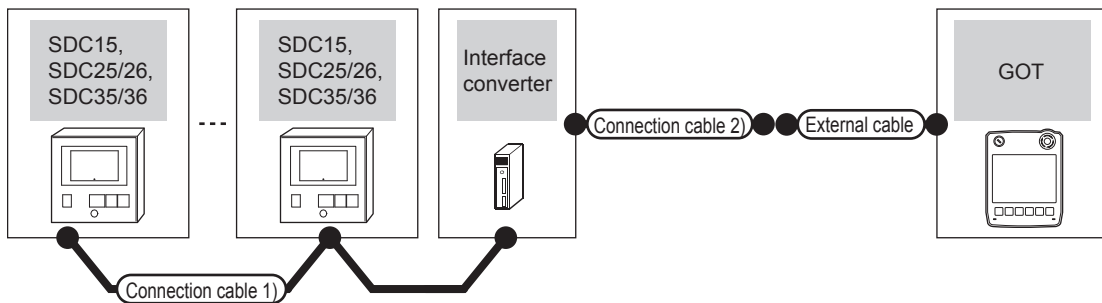 SDC15,
SDC25/26,
SDC35/36
SDC15,
SDC25/26,
SDC35/36
Interface
converter
GOT
Connection cable 2)
External cable
Connection cable 1)